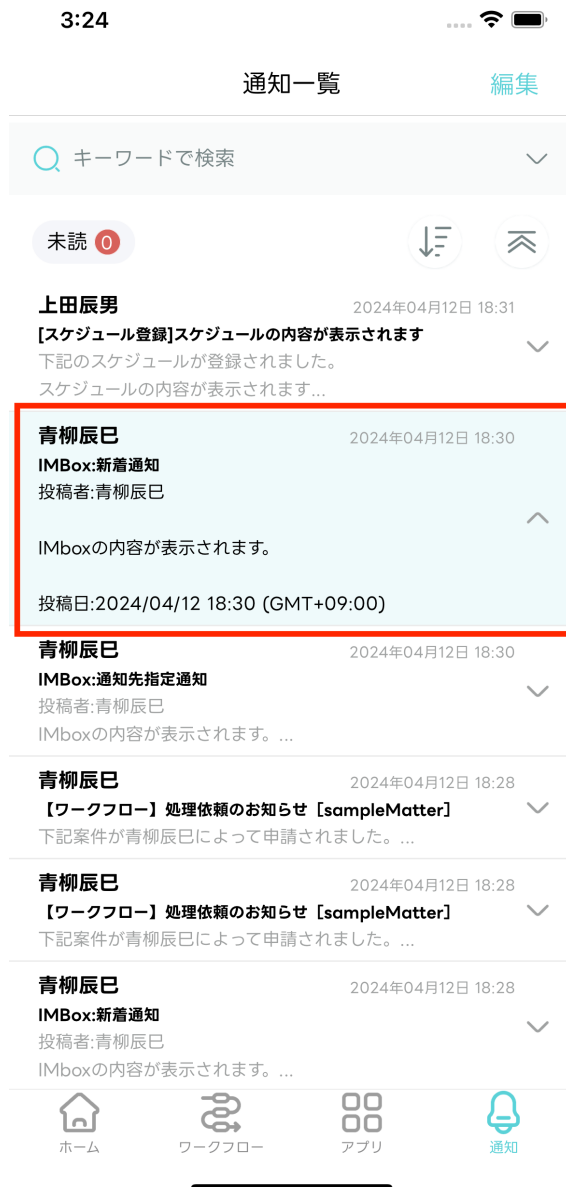 3:24
通知一覧
編集
キーワードで検索
未読 0
上田辰男
2024年04月12日 18:31
[スケジュール登録]スケジュールの内容が表示されます
下記のスケジュールが登録されました。
スケジュールの内容が表示されます...
青柳辰巳
2024年04月12日 18:30
IMBox:新着通知
投稿者:青柳辰巳
IMboxの内容が表示されます。
投稿日:2024/04/12 18:30 (GMT+09:00)
青柳辰巳
2024年04月12日 18:30
IMBox:通知先指定通知
投稿者:青柳辰巳
IMboxの内容が表示されます。...
青柳辰巳
2024年04月12日 18:28
【ワークフロー】処理依頼のお知らせ［sampleMatter］
下記案件が青柳辰巳によって申請されました。...
青柳辰巳
2024年04月12日 18:28
【ワークフロー】処理依頼のお知らせ［sampleMatter］
下記案件が青柳辰巳によって申請されました。...
青柳辰巳
2024年04月12日 18:28
IMBox:新着通知
投稿者:青柳辰巳
IMboxの内容が表示されます。...
ホーム
ワークフロー
アプリ
通知